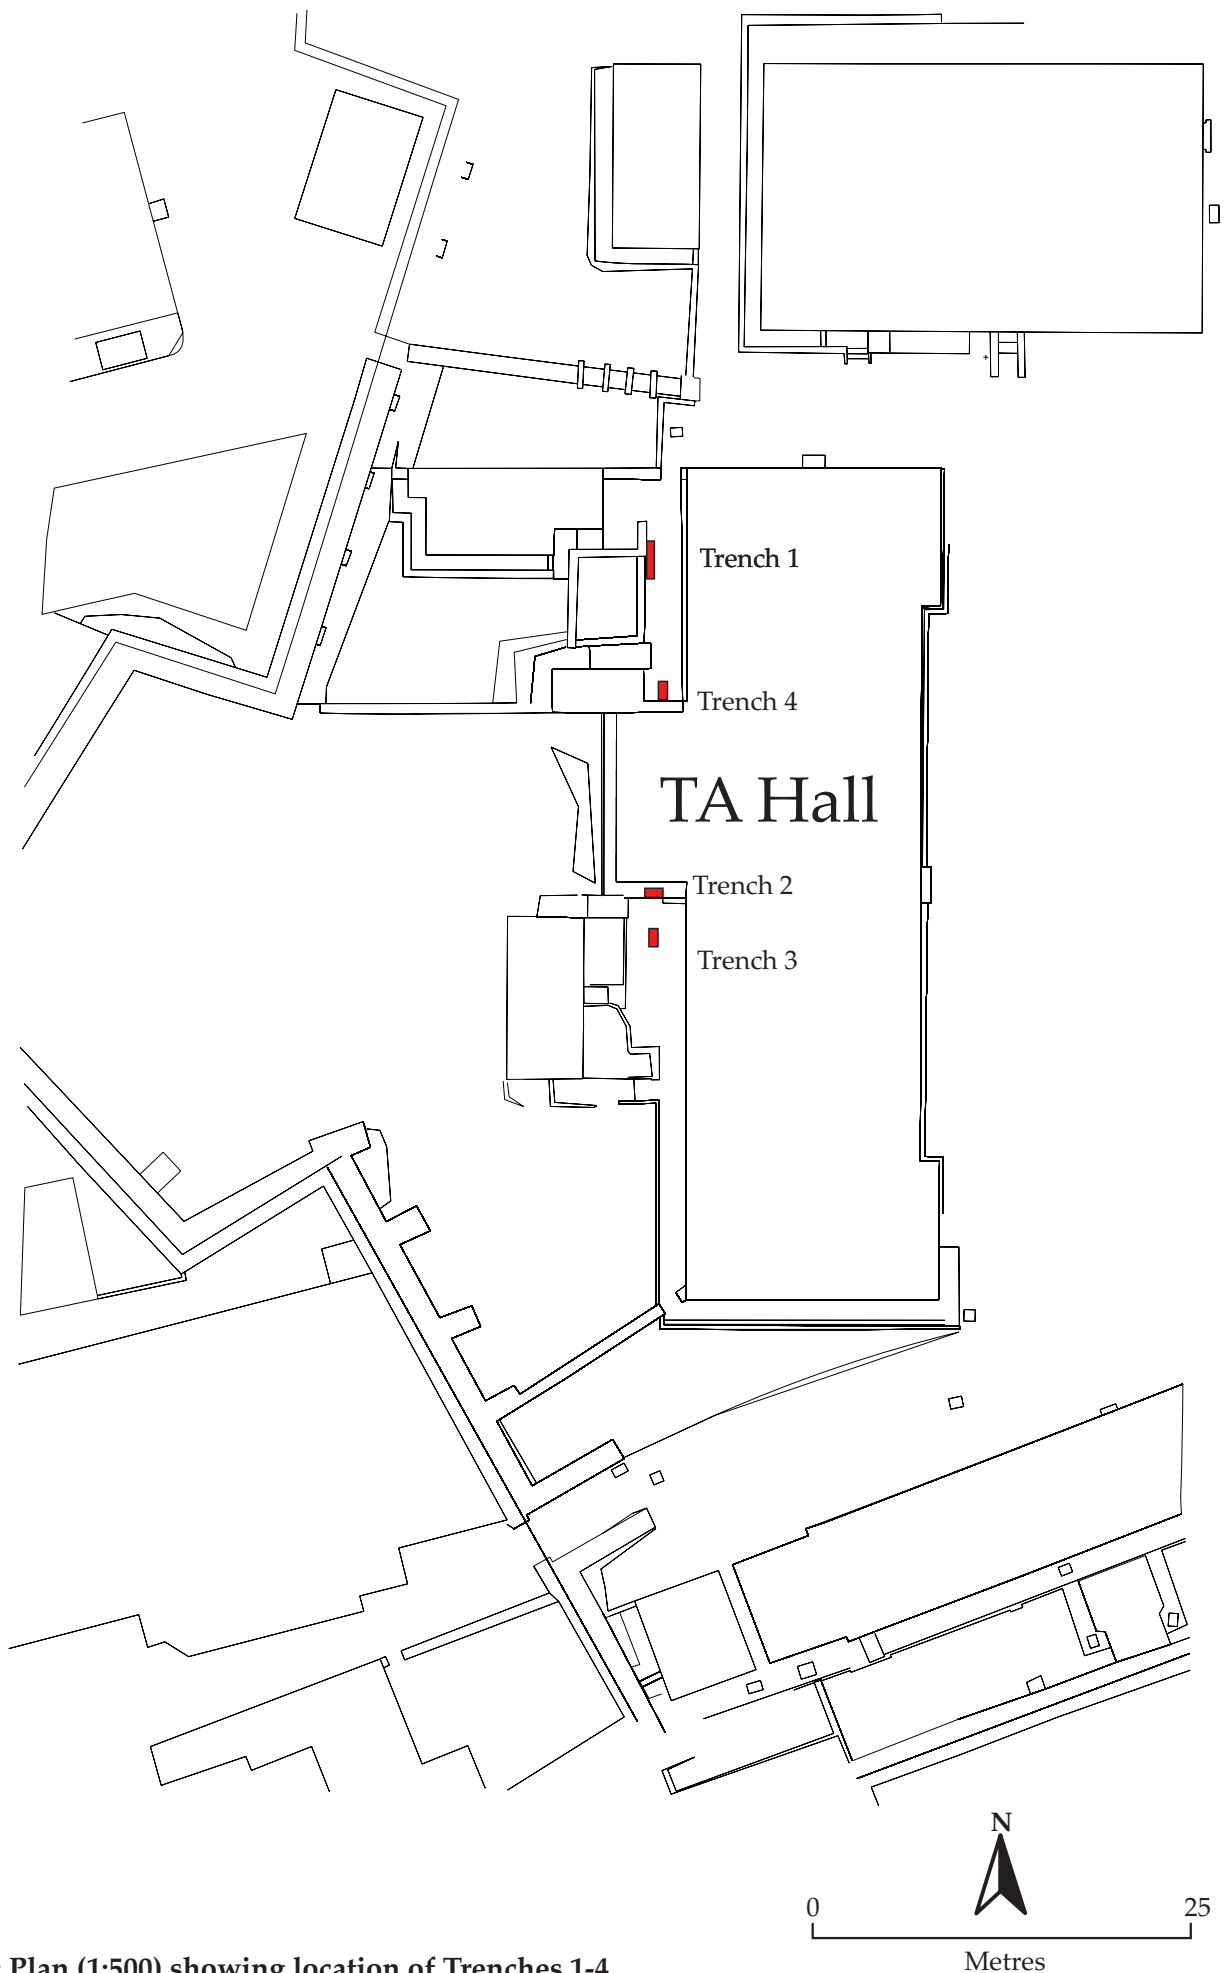 Trench 1
Trench 4
TA Hall
Trench 2
Trench 3
N
0 25
Metres
Plan (1:500) showing location of Trenches 1-4